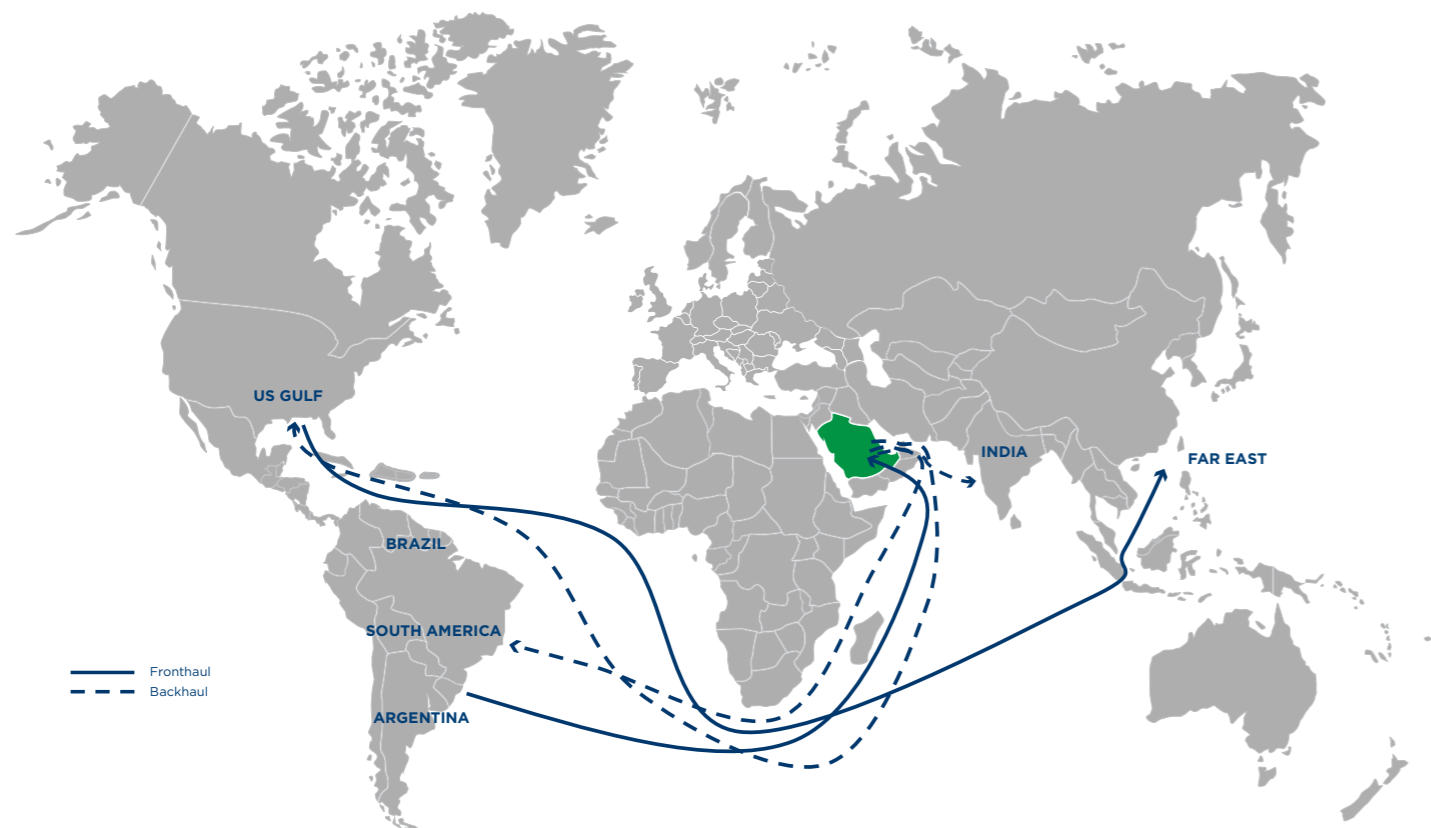 US GULF
INDIA
FAR EAST
BRAZIL
SOUTH AMERICA
Fronthaul
Backhaul
ARGENTINA